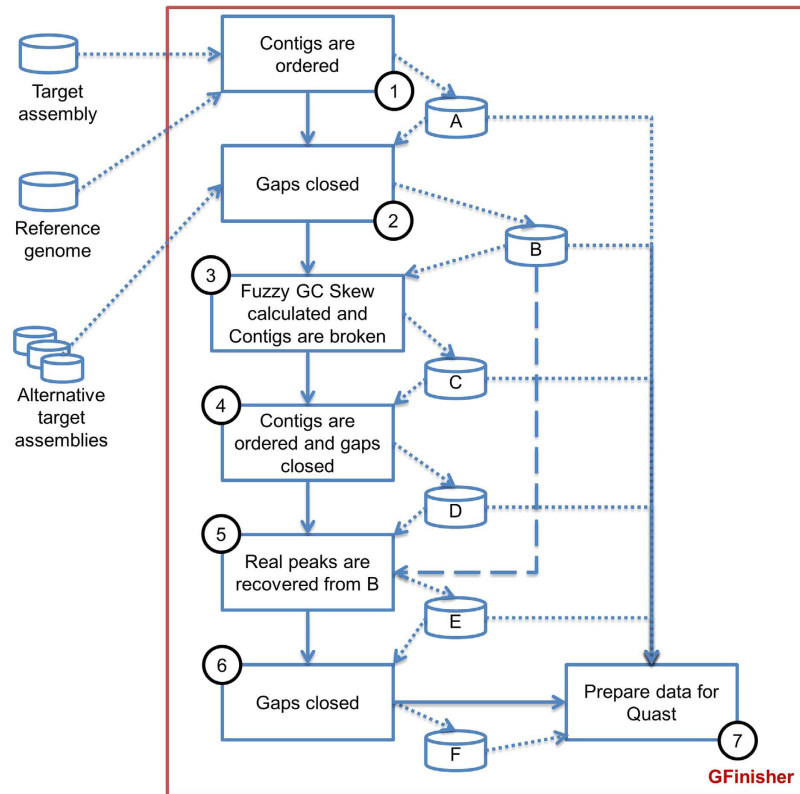 Contigs are
ordered
1
Target
assembly
A
Gaps closed
2
Reference
genome
B
3
Fuzzy GC Skew
calculated and
Contigs are broken
C
Alternative
target
assemblies
4
Contigs are
ordered and gaps
closed
D
5
Real peaks are
recovered from B
E
6
Gaps closed
F
Prepare data for
Quast
7
GFinisher